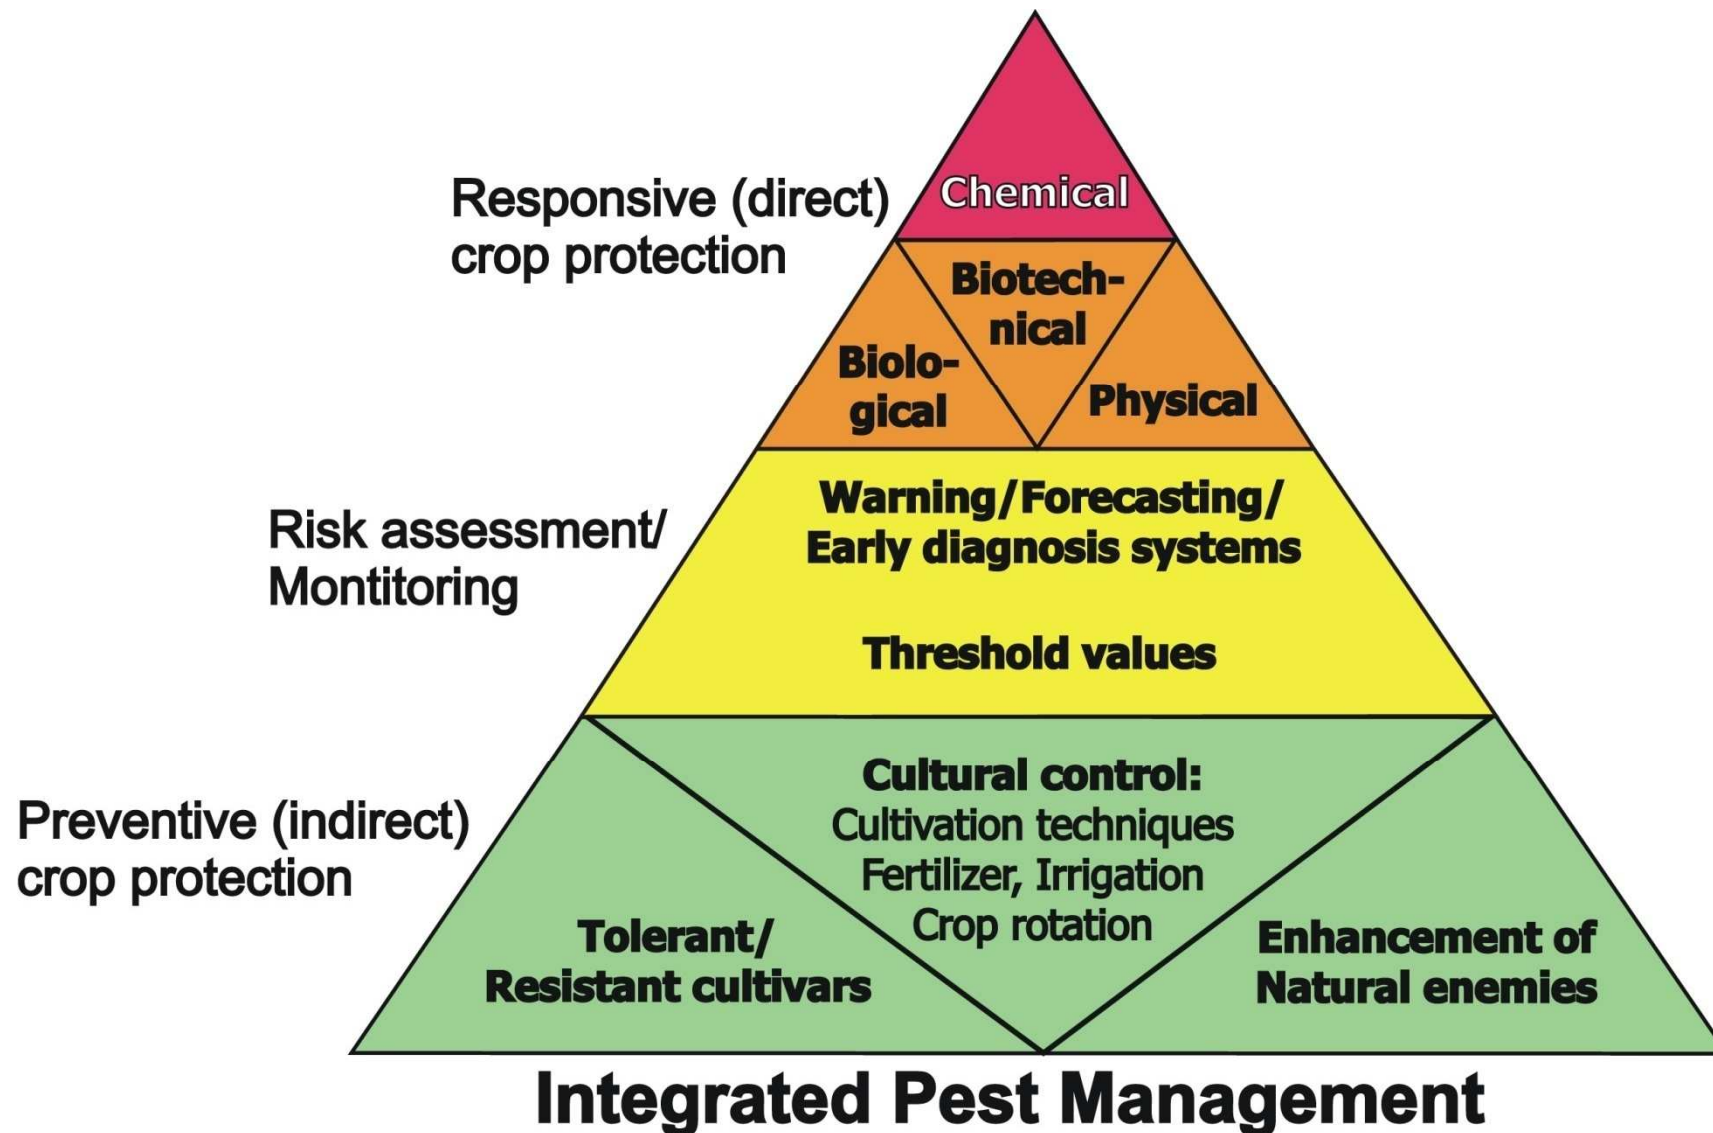 Responsive (direct)
crop protection
Chemical
Biotech-
nical
Biolo-
gical
Physical
Risk assessment/
Montitoring
Warning/Forecasting/
Early diagnosis systems
Threshold values
Preventive (indirect)
crop protection
Cultural control:
Cultivation techniques
Fertilizer, Irrigation
Crop rotation
Tolerant/
Resistant cultivars
Enhancement of
Natural enemies
Integrated Pest Management